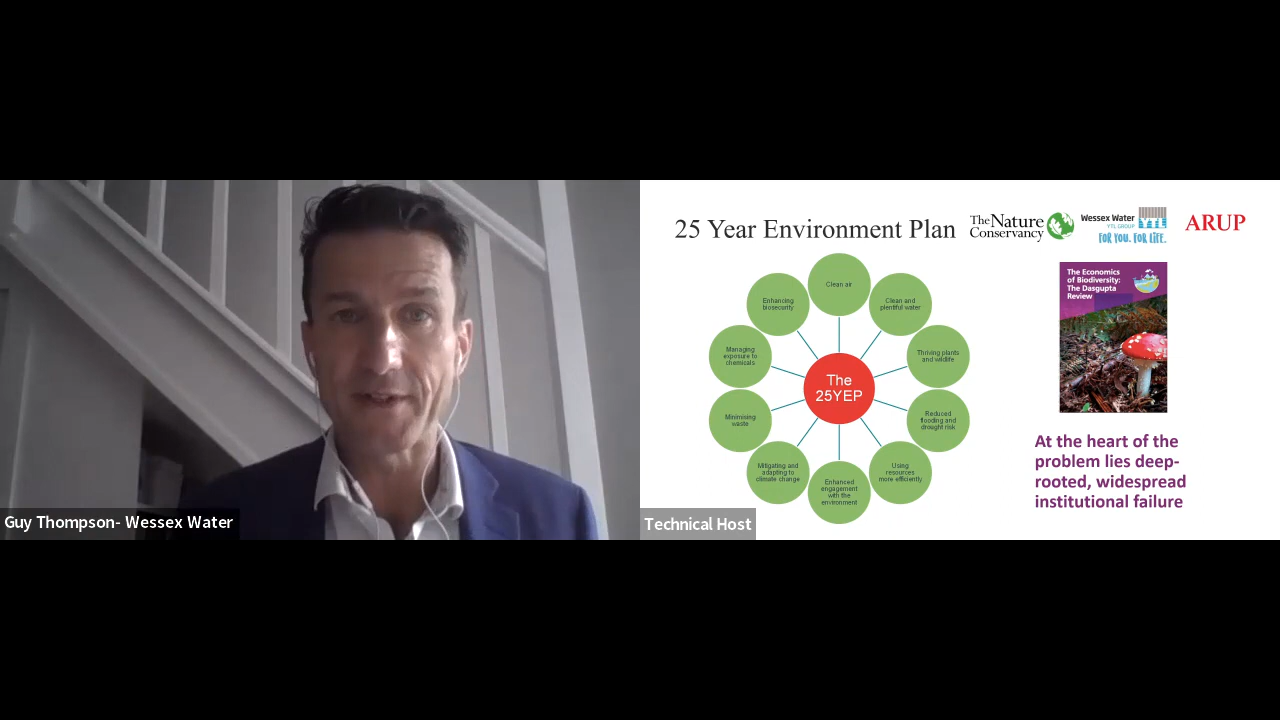 25 Year Environment Plan
The Nature
Conservancy
Wessex Water
YTL GROUP
YTL
FOR YOU. FOR LIFE.
ARUP
The Economics
of Biodiversity:
The Dasgupta
Review
Clean air
Clean and
plentiful water
Thriving plants
and wildlife
Reduced
flooding and
drought risk
Using
resources
more efficiently
Enhanced
engagement
with the
environment
Mitigating and
adapting to
climate change
Minimising
waste
Managing
exposure to
chemicals
Enhancing
biosecurity
The
25YEP
At the heart of the
problem lies deep-
rooted, widespread
institutional failure
Guy Thompson- Wessex Water
Technical Host